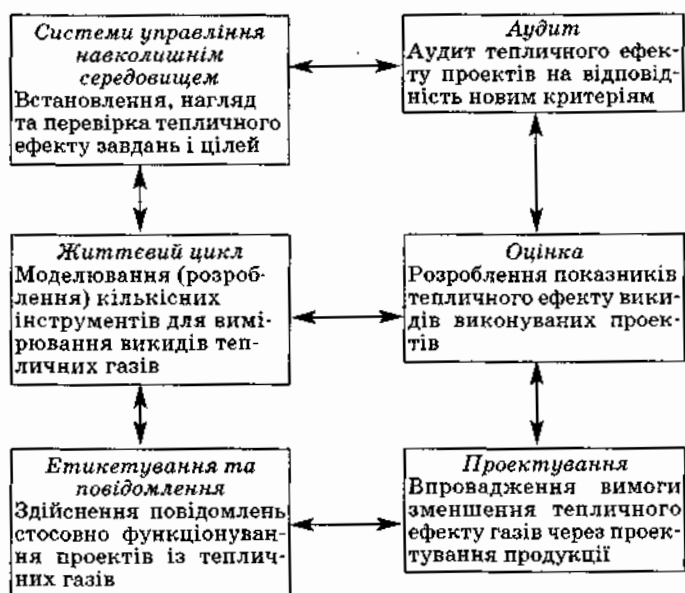 Системи управління
навколишнім
середовищем
Встановлення, нагляд
та перевірка тепличного
ефекту завдань і цілей
Аудит
Аудит тепличного ефек-
ту проектів на відповід-
ність новим критеріям
Життєвий цикл
Моделювання (розроб-
лення) кількісних
інструментів для вимі-
рювання викидів теп-
личних газів
Оцінка
Розроблення показників
тепличного ефекту вики-
дів виконуваних проек-
тів
Етикетування та
повідомлення
Здійснення повідомлень
стосовно функціонуван-
ня проектів із теплич-
них газів
Проектування
Впровадження вимоги
зменшення тепличного
ефекту газів через проек-
тування продукції